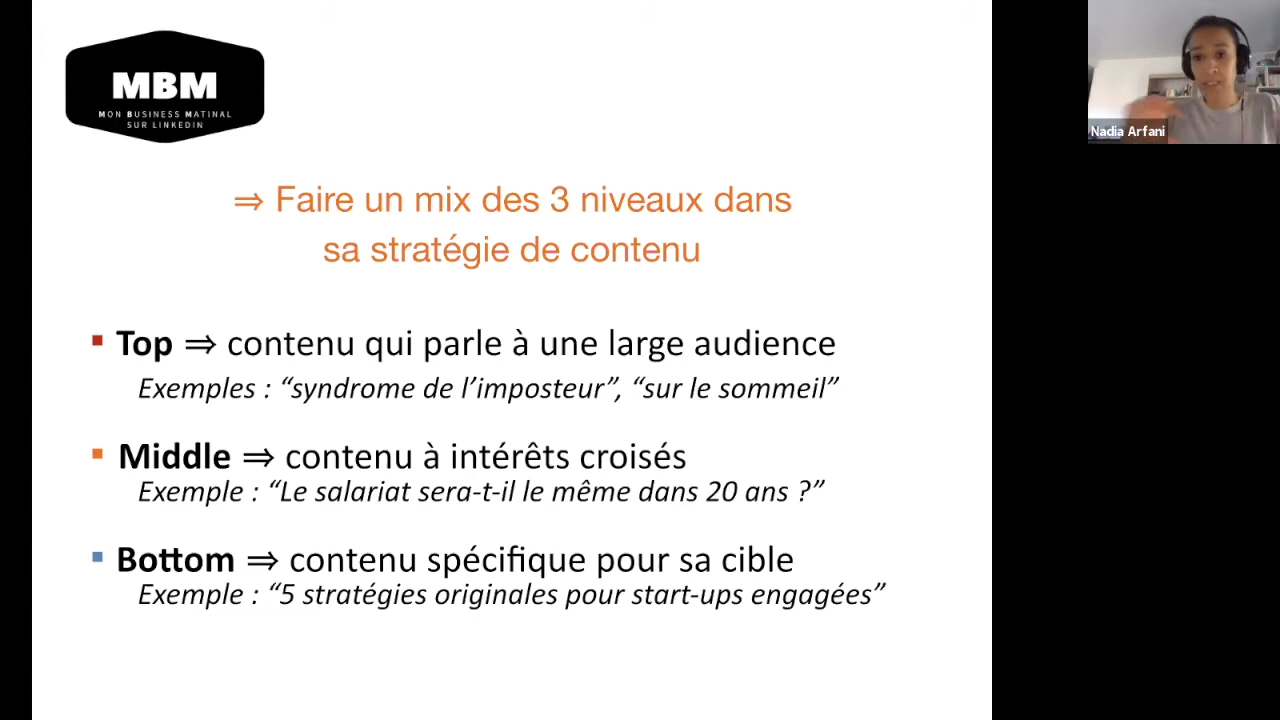 MBM
MON BUSINESS MATINAL
SUR LINKEDIN
Nadia Arfani
⇒ Faire un mix des 3 niveaux dans
sa stratégie de contenu
Top ⇒ contenu qui parle à une large audience
Exemples : “syndrome de l’imposteur”, “sur le sommeil”
Middle ⇒ contenu à intérêts croisés
Exemple : “Le salariat sera-t-il le même dans 20 ans ?”
Bottom ⇒ contenu spécifique pour sa cible
Exemple : “5 stratégies originales pour start-ups engagées”